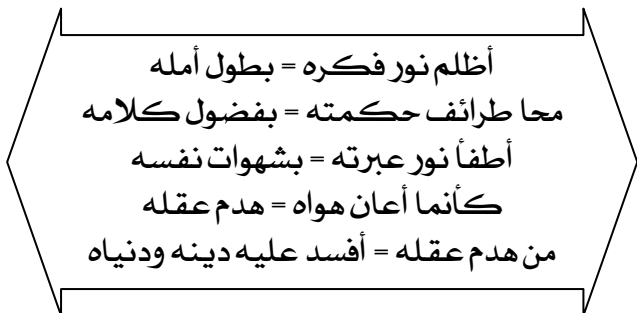 أظلم نور فكره = بطول أمله
محا طرائف حكمته = بفضول كلامه
أطفأ نور عبرته = بشهوات نفسه
كأنما أعان هواه = هدم عقله
من هدم عقله = أفسد عليه دينه ودنياه